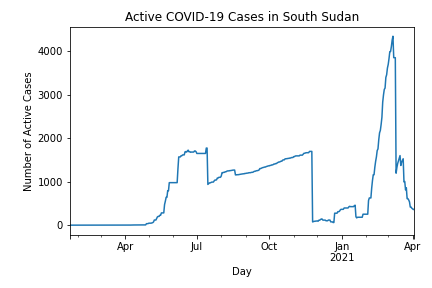 Active COVID-19 Cases in South Sudan
Number of Active Cases
4000
3000
2000
1000
0
Apr
Jul
Oct
Jan
2021
Apr
Day